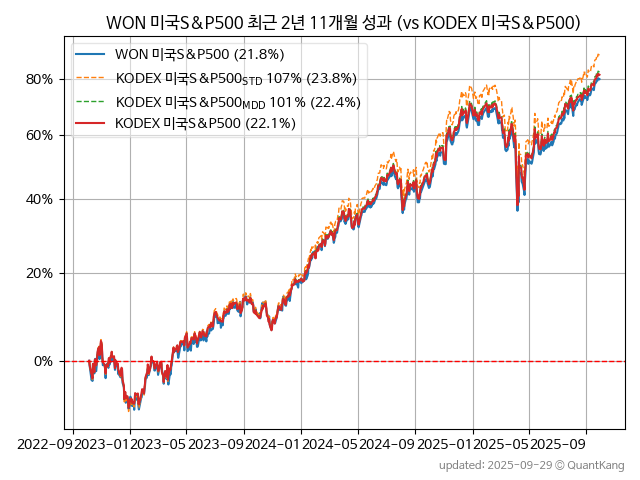 WON 미국S&P500 최근 2년 11개월 성과 (vs KODEX 미국S&P500)
WON 미국S&P500 (21.8%)
KODEX 미국S&P500STD 107% (23.8%)
KODEX 미국S&P500MDD 101% (22.4%)
KODEX 미국S&P500 (22.1%)
80%
60%
40%
20%
0%
2022-09 2023-01 2023-05 2023-09 2024-01 2024-05 2024-09 2025-01 2025-05 2025-09
updated: 2025-09-29 © QuantKang